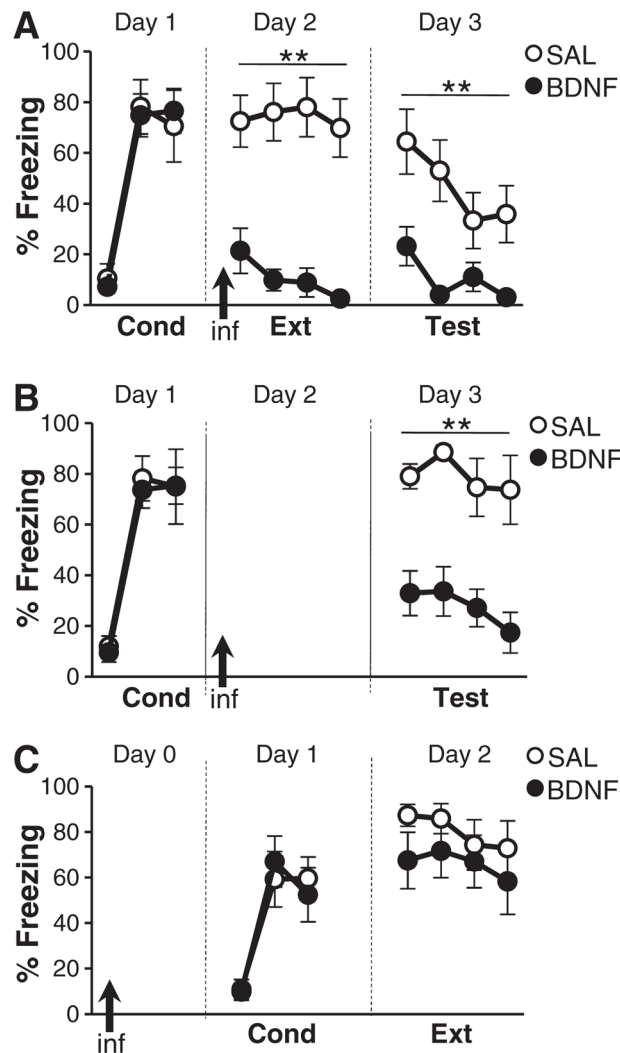 A
Day 1 Day 2 Day 3
100
80
60
40
20
0
% Freezing
** **
SAL
BDNF
inf
Cond Ext Test
B
Day 1 Day 2 Day 3
100
80
60
40
20
0
% Freezing
**
SAL
BDNF
inf
Cond Test
C
Day 0 Day 1 Day 2
100
80
60
40
20
0
% Freezing
SAL
BDNF
inf
Cond Ext